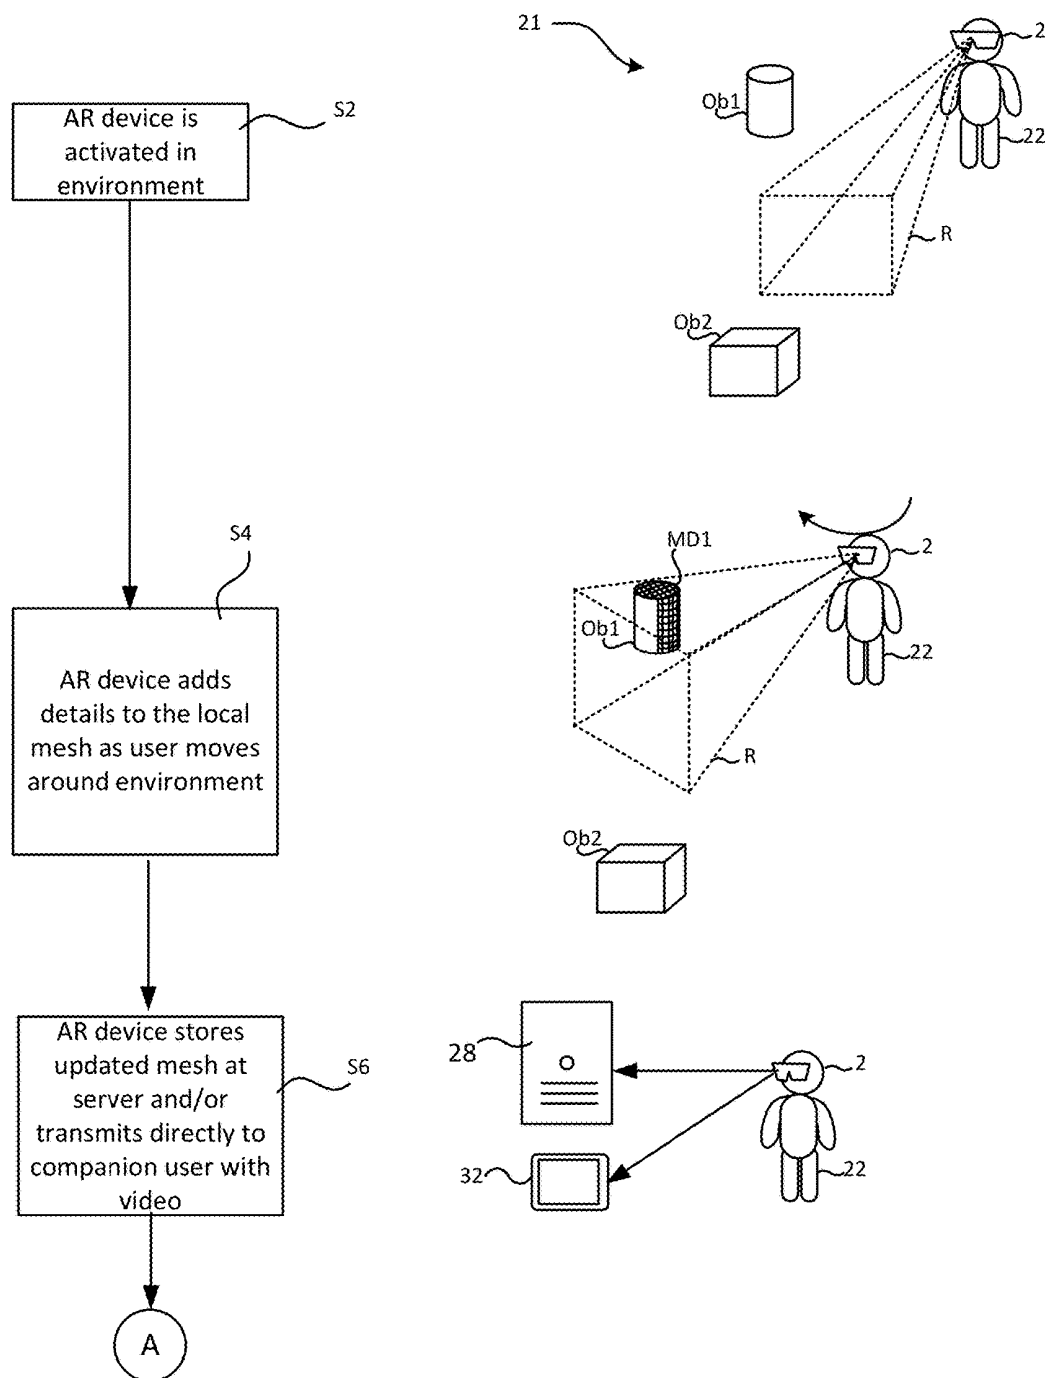 21
2
Ob1
22
S2
AR device is
activated in
environment
R
Ob2
S4
MD1
2
Ob1
22
AR device adds
details to the local
mesh as user moves
around environment
R
Ob2
AR device stores
updated mesh at
server and/or
transmits directly to
companion user with
video
S6
28
2
32
22
A